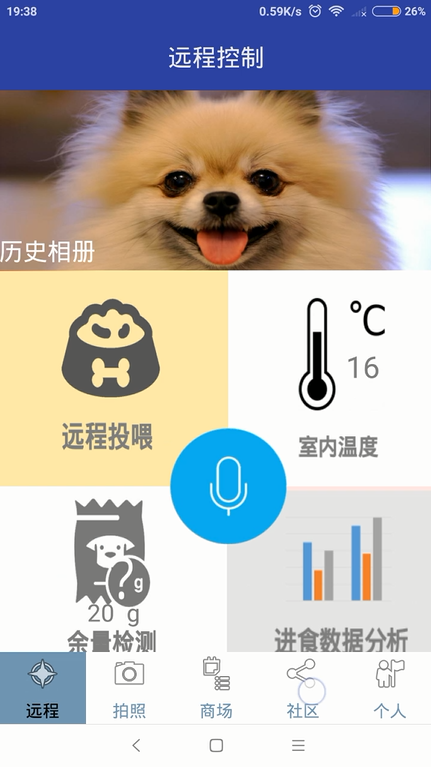 19:38 0.59K/s 26%
远程控制
历史相册
℃
16
远程投喂
室内温度
? g
20 g
余量检测
进食数据分析
远程 拍照 商场 社区 个人